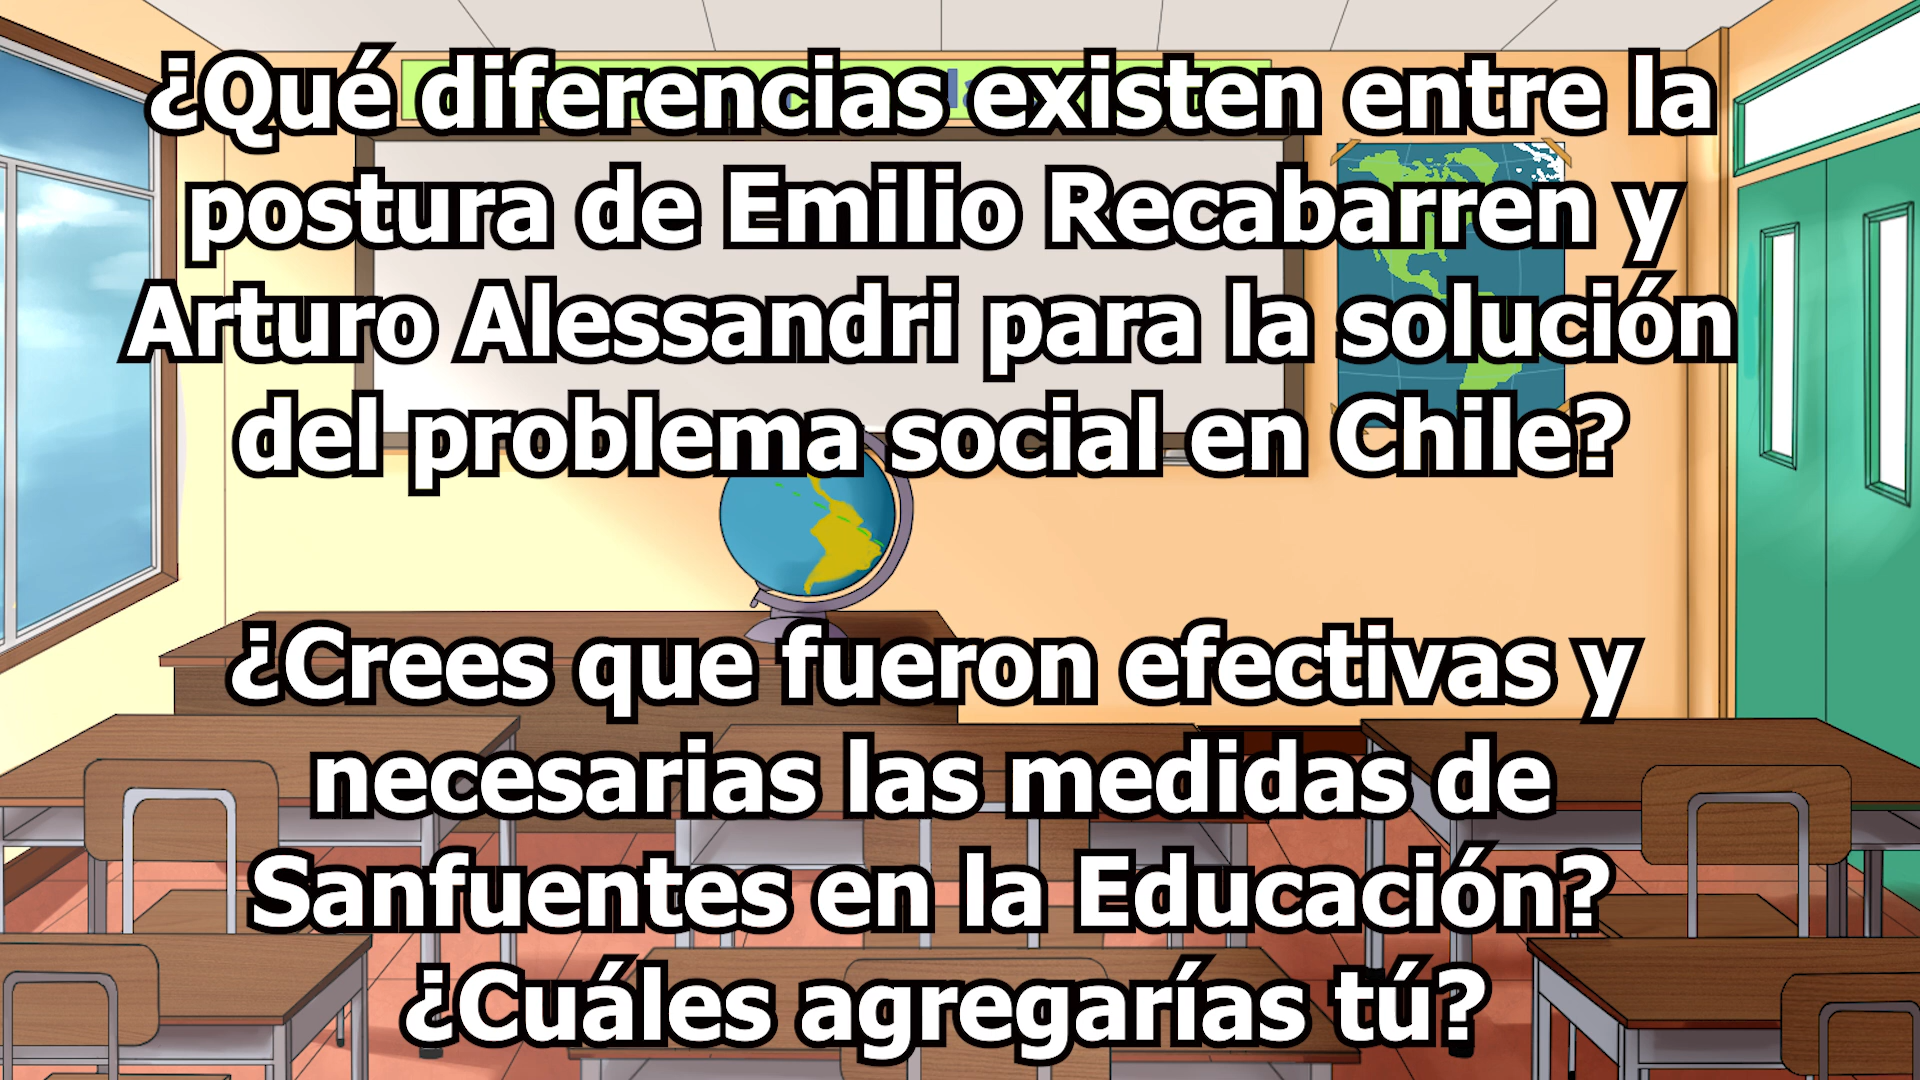 ¿Qué diferencias existen entre la
postura de Emilio Recabarren y
Arturo Alessandri para la solución
del problema social en Chile?
¿Crees que fueron efectivas y
necesarias las medidas de
Sanfuentes en la Educación?
¿Cuáles agregarías tú?